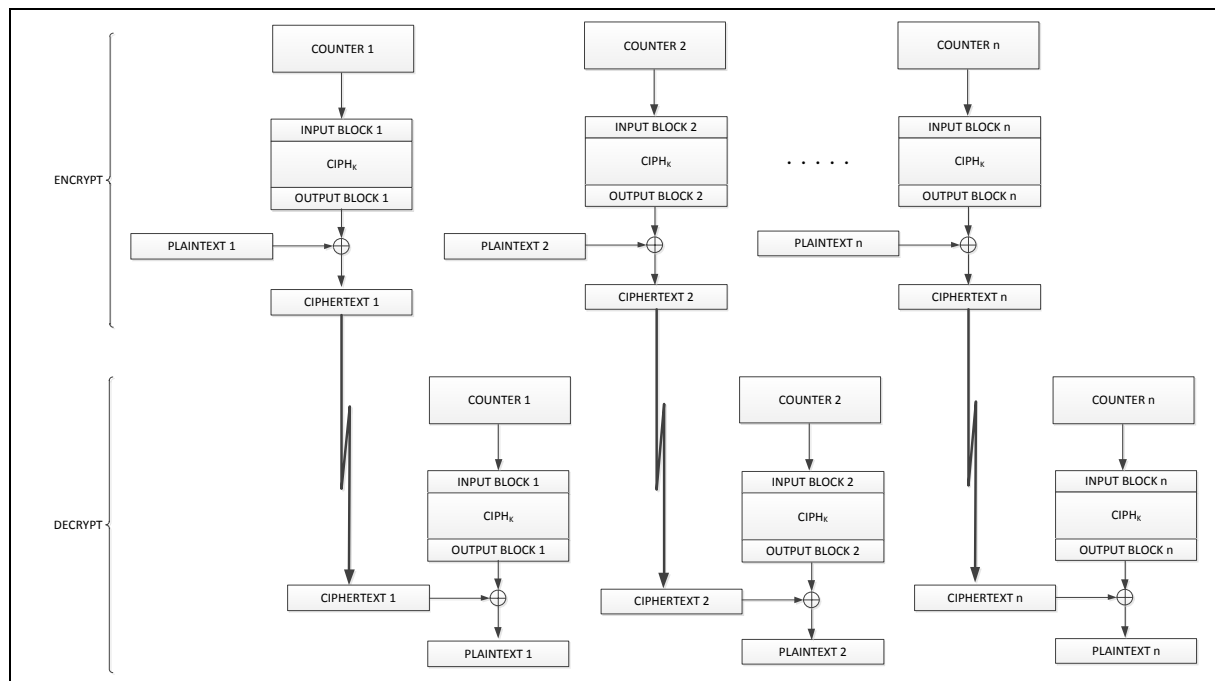 ENCRYPT
COUNTER 1
INPUT BLOCK 1
CIPHK
OUTPUT BLOCK 1
PLAINTEXT 1
CIPHERTEXT 1
COUNTER 2
INPUT BLOCK 2
CIPHK
OUTPUT BLOCK 2
PLAINTEXT 2
CIPHERTEXT 2
. . . . .
COUNTER n
INPUT BLOCK n
CIPHK
OUTPUT BLOCK n
PLAINTEXT n
CIPHERTEXT n
DECRYPT
COUNTER 1
INPUT BLOCK 1
CIPHK
OUTPUT BLOCK 1
CIPHERTEXT 1
PLAINTEXT 1
COUNTER 2
INPUT BLOCK 2
CIPHK
OUTPUT BLOCK 2
CIPHERTEXT 2
PLAINTEXT 2
COUNTER n
INPUT BLOCK n
CIPHK
OUTPUT BLOCK n
CIPHERTEXT n
PLAINTEXT n